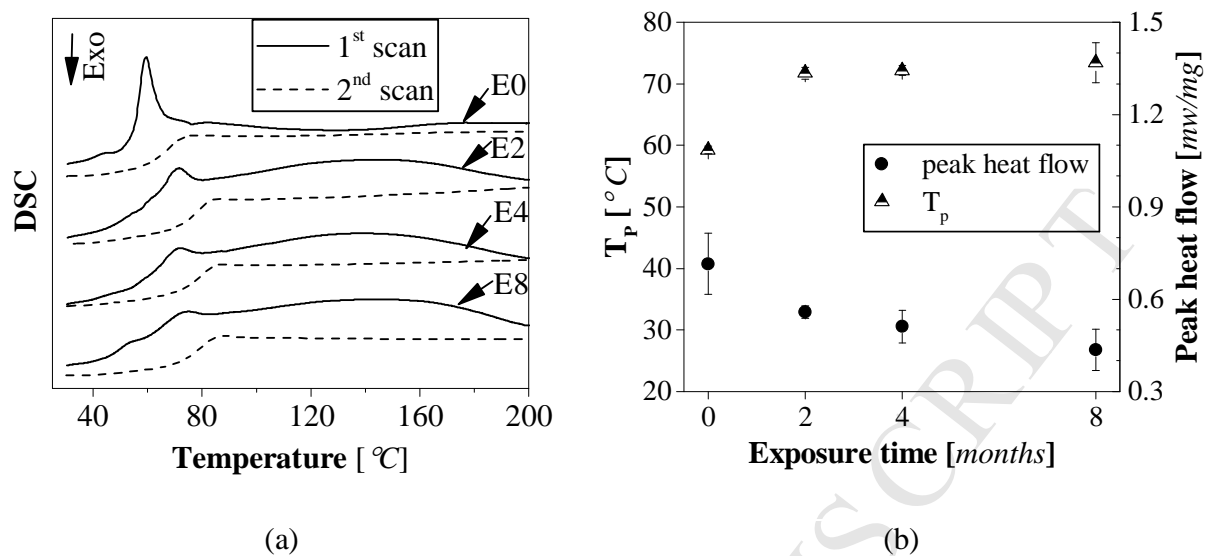 Exo
1st scan
2nd scan
E0
E2
E4
E8
DSC
40
80
120
160
200
Temperature [°C]
(a)
80
70
60
50
40
30
20
TP [°C]
1.5
1.2
0.9
0.6
0.3
Peak heat flow [mw/mg]
peak heat flow
Tp
0
2
4
8
Exposure time [months]
(b)
SCRIPT